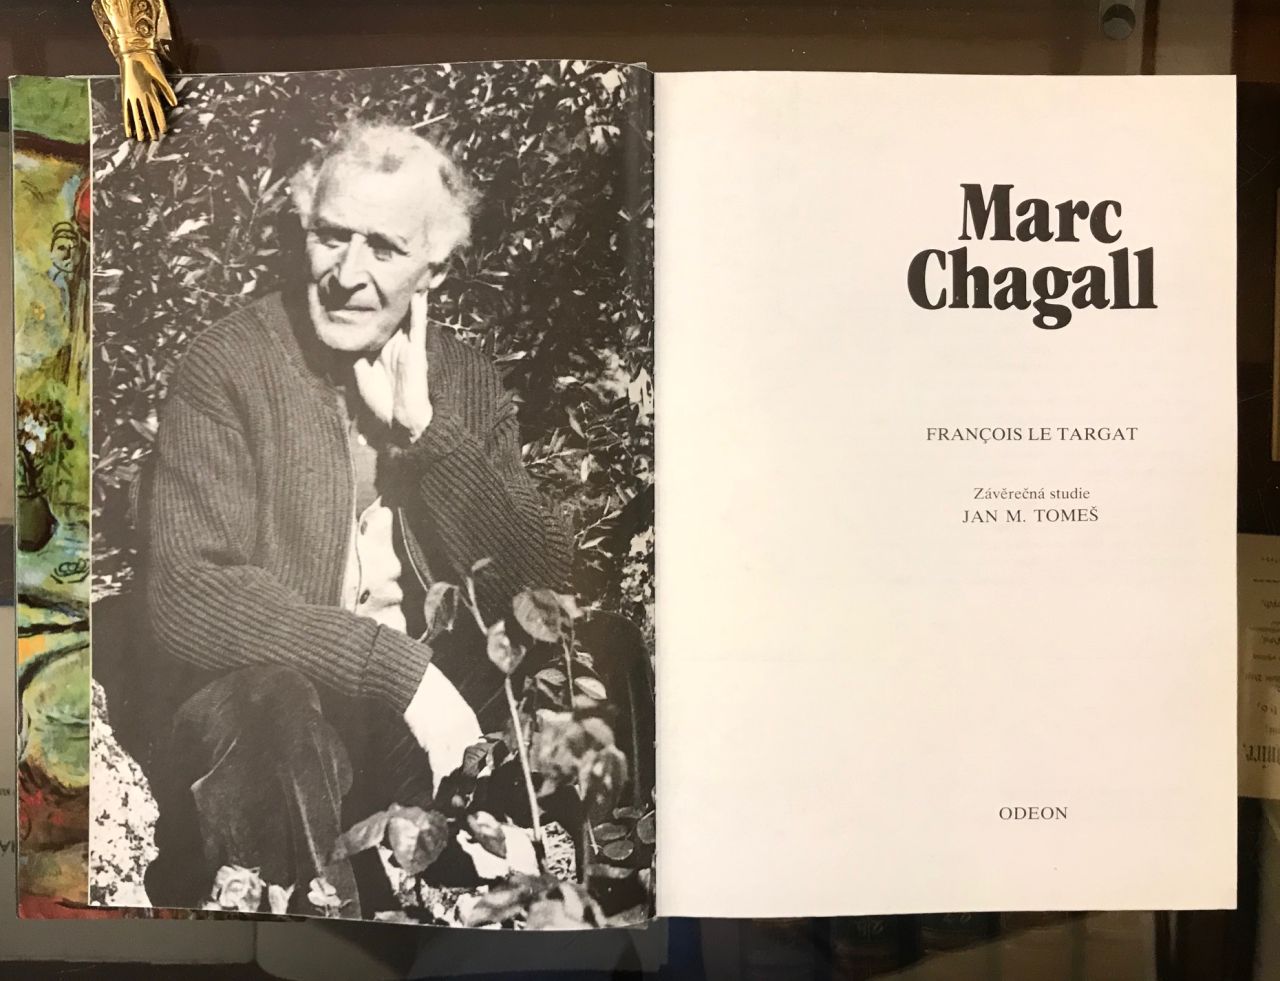 Marc
Chagall
FRANÇOIS LE TARGAT
Závěrečná studie
JAN M. TOMEŠ
ODEON